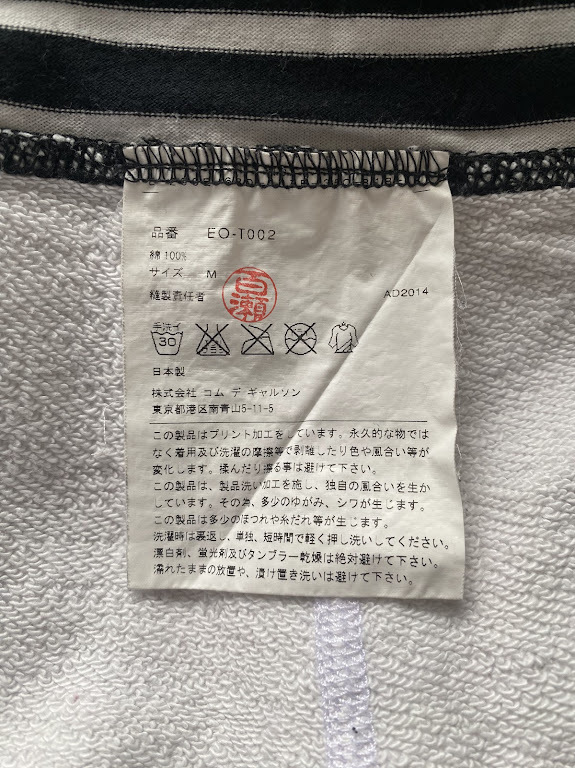 品番 EO-T002
綿 100%
サイズ M
百瀬
縫製責任者
AD2014
手洗イ
30
日本製
株式会社 コム デ ギャルソン
東京都港区南青山5-11-5
この製品はプリント加工をしています。永久的な物では
なく着用及び洗濯の摩擦等で剥離したり色や風合い等が
変化します。揉んだり擦る事は避けて下さい。
この製品は、製品洗い加工を施し、独自の風合いを生か
しています。その為、多少のゆがみ、シワが生じます。
この製品は多少のほつれや糸だれ等が生じます。
洗濯時は裏返し、単独、短時間で軽く押し洗いしてください。
漂白剤、蛍光剤及びタンブラー乾燥は絶対避けて下さい。
濡れたままの放置や、漬け置き洗いは避けて下さい。